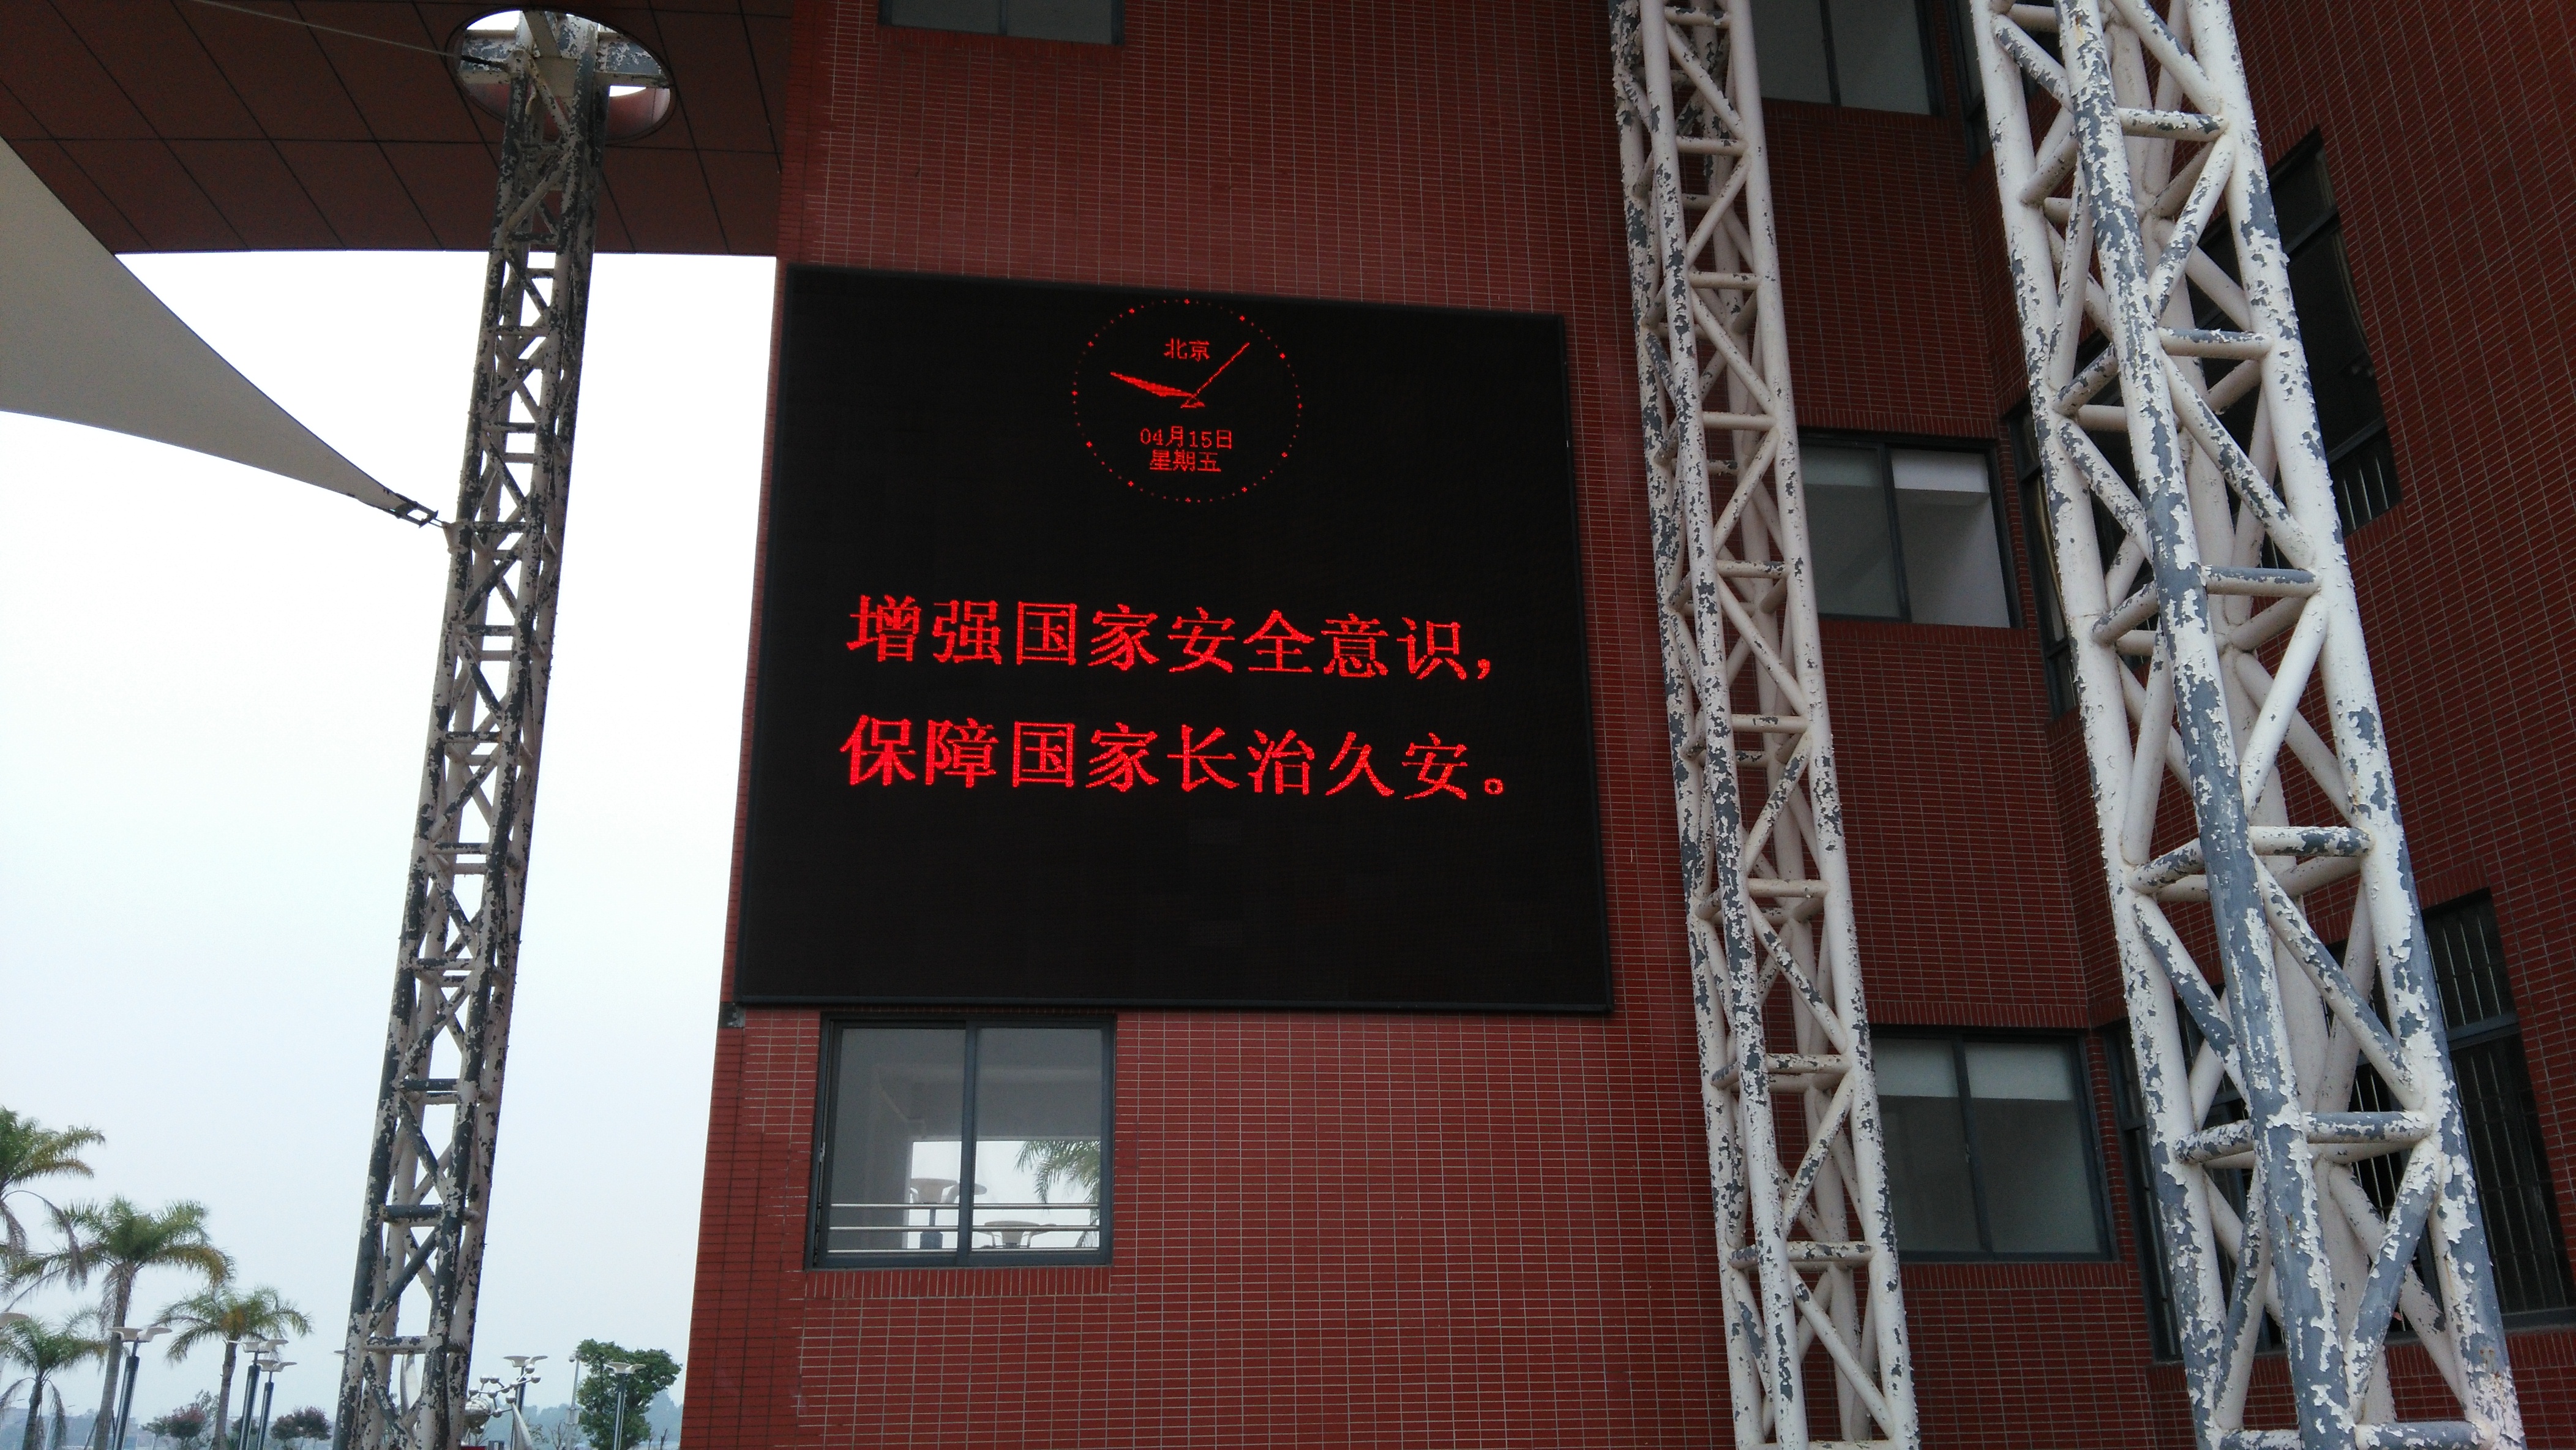 北京
04月15日
星期五
增强国家安全意识,
保障国家长治久安。